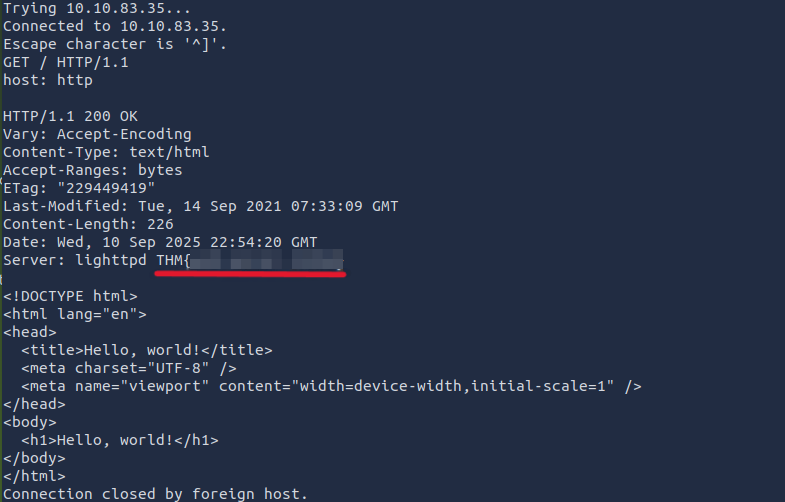 Trying 10.10.83.35...
Connected to 10.10.83.35.
Escape character is '^]'.
GET / HTTP/1.1
host: http
HTTP/1.1 200 OK
Vary: Accept-Encoding
Content-Type: text/html
Accept-Ranges: bytes
ETag: "229449419"
Last-Modified: Tue, 14 Sep 2021 07:33:09 GMT
Content-Length: 226
Date: Wed, 10 Sep 2025 22:54:20 GMT
Server: lighttpd THM{
<!DOCTYPE html>
<html lang="en">
<head>
  <title>Hello, world!</title>
  <meta charset="UTF-8" />
  <meta name="viewport" content="width=device-width,initial-scale=1" />
</head>
<body>
  <h1>Hello, world!</h1>
</body>
</html>
Connection closed by foreign host.